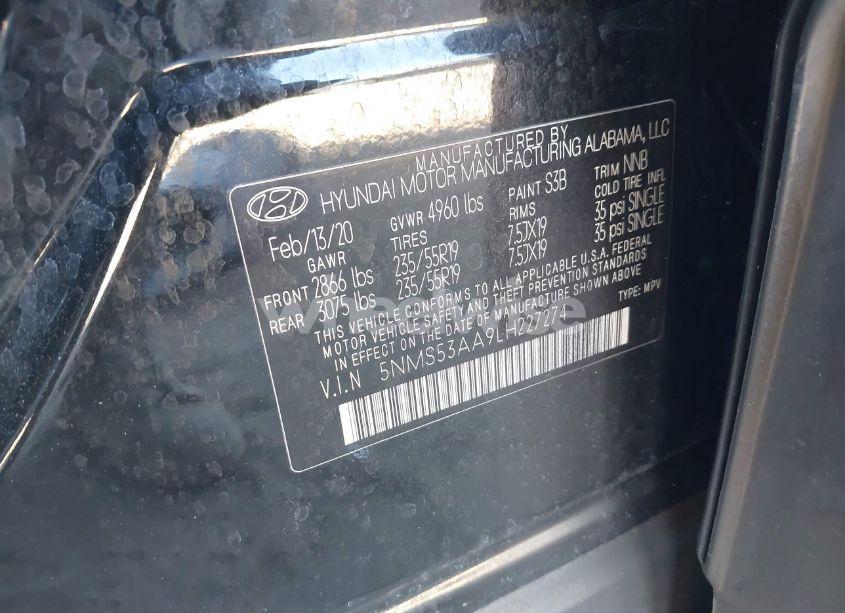 MANUFACTURED BY
HYUNDAI MOTOR MANUFACTURING ALABAMA, LLC
Feb/13/20 GVWR 4960 lbs PAINT S3B TRIM NNB
GAWR TIRES RIMS COLD TIRE INFL
FRONT 2866 lbs 235/55R19 7.5JX19 35 psi SINGLE
REAR 3075 lbs 235/55R19 7.5JX19 35 psi SINGLE
THIS VEHICLE CONFORMS TO ALL APPLICABLE U.S.A. FEDERAL
MOTOR VEHICLE SAFETY AND THEFT PREVENTION STANDARDS
IN EFFECT ON THE DATE OF MANUFACTURE SHOWN ABOVE
V.I.N 5NMS53AA9LH227274 TYPE: MPV